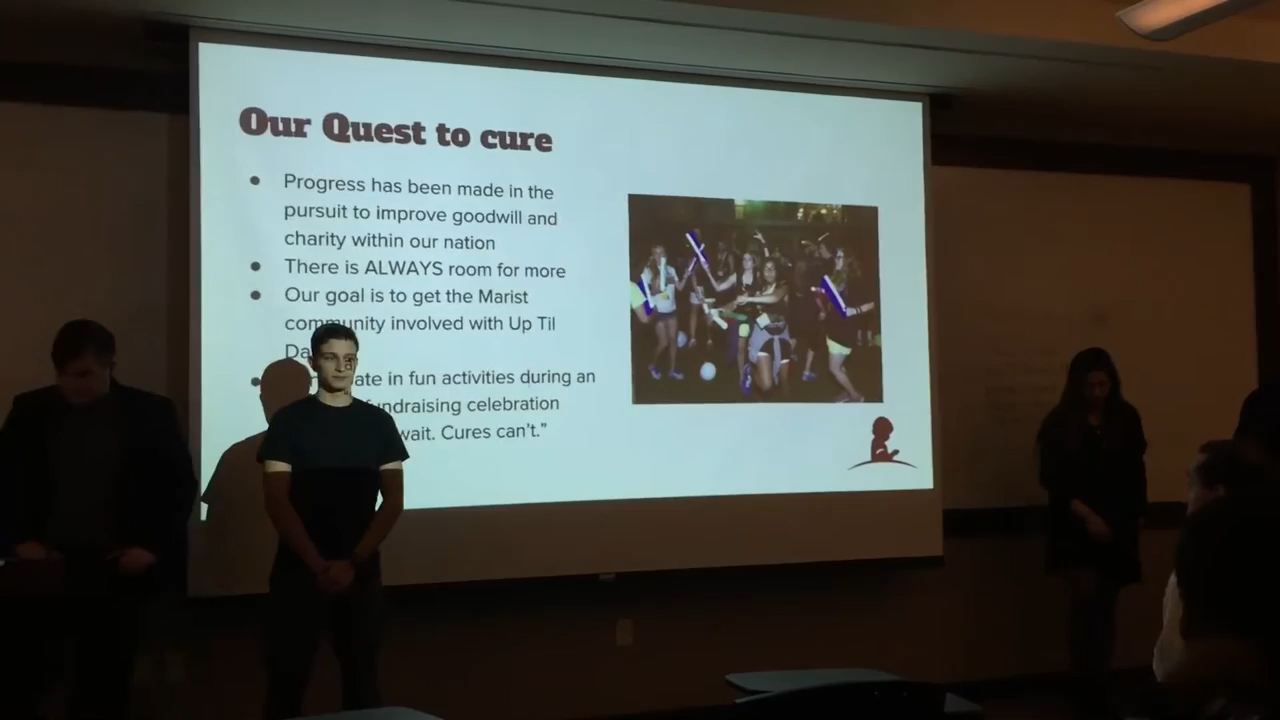 Our Quest to cure
● Progress has been made in the
pursuit to improve goodwill and
charity within our nation
● There is ALWAYS room for more
● Our goal is to get the Marist
community involved with Up Til
● in fun activities during an
fundraising celebration
wait. Cures can't."